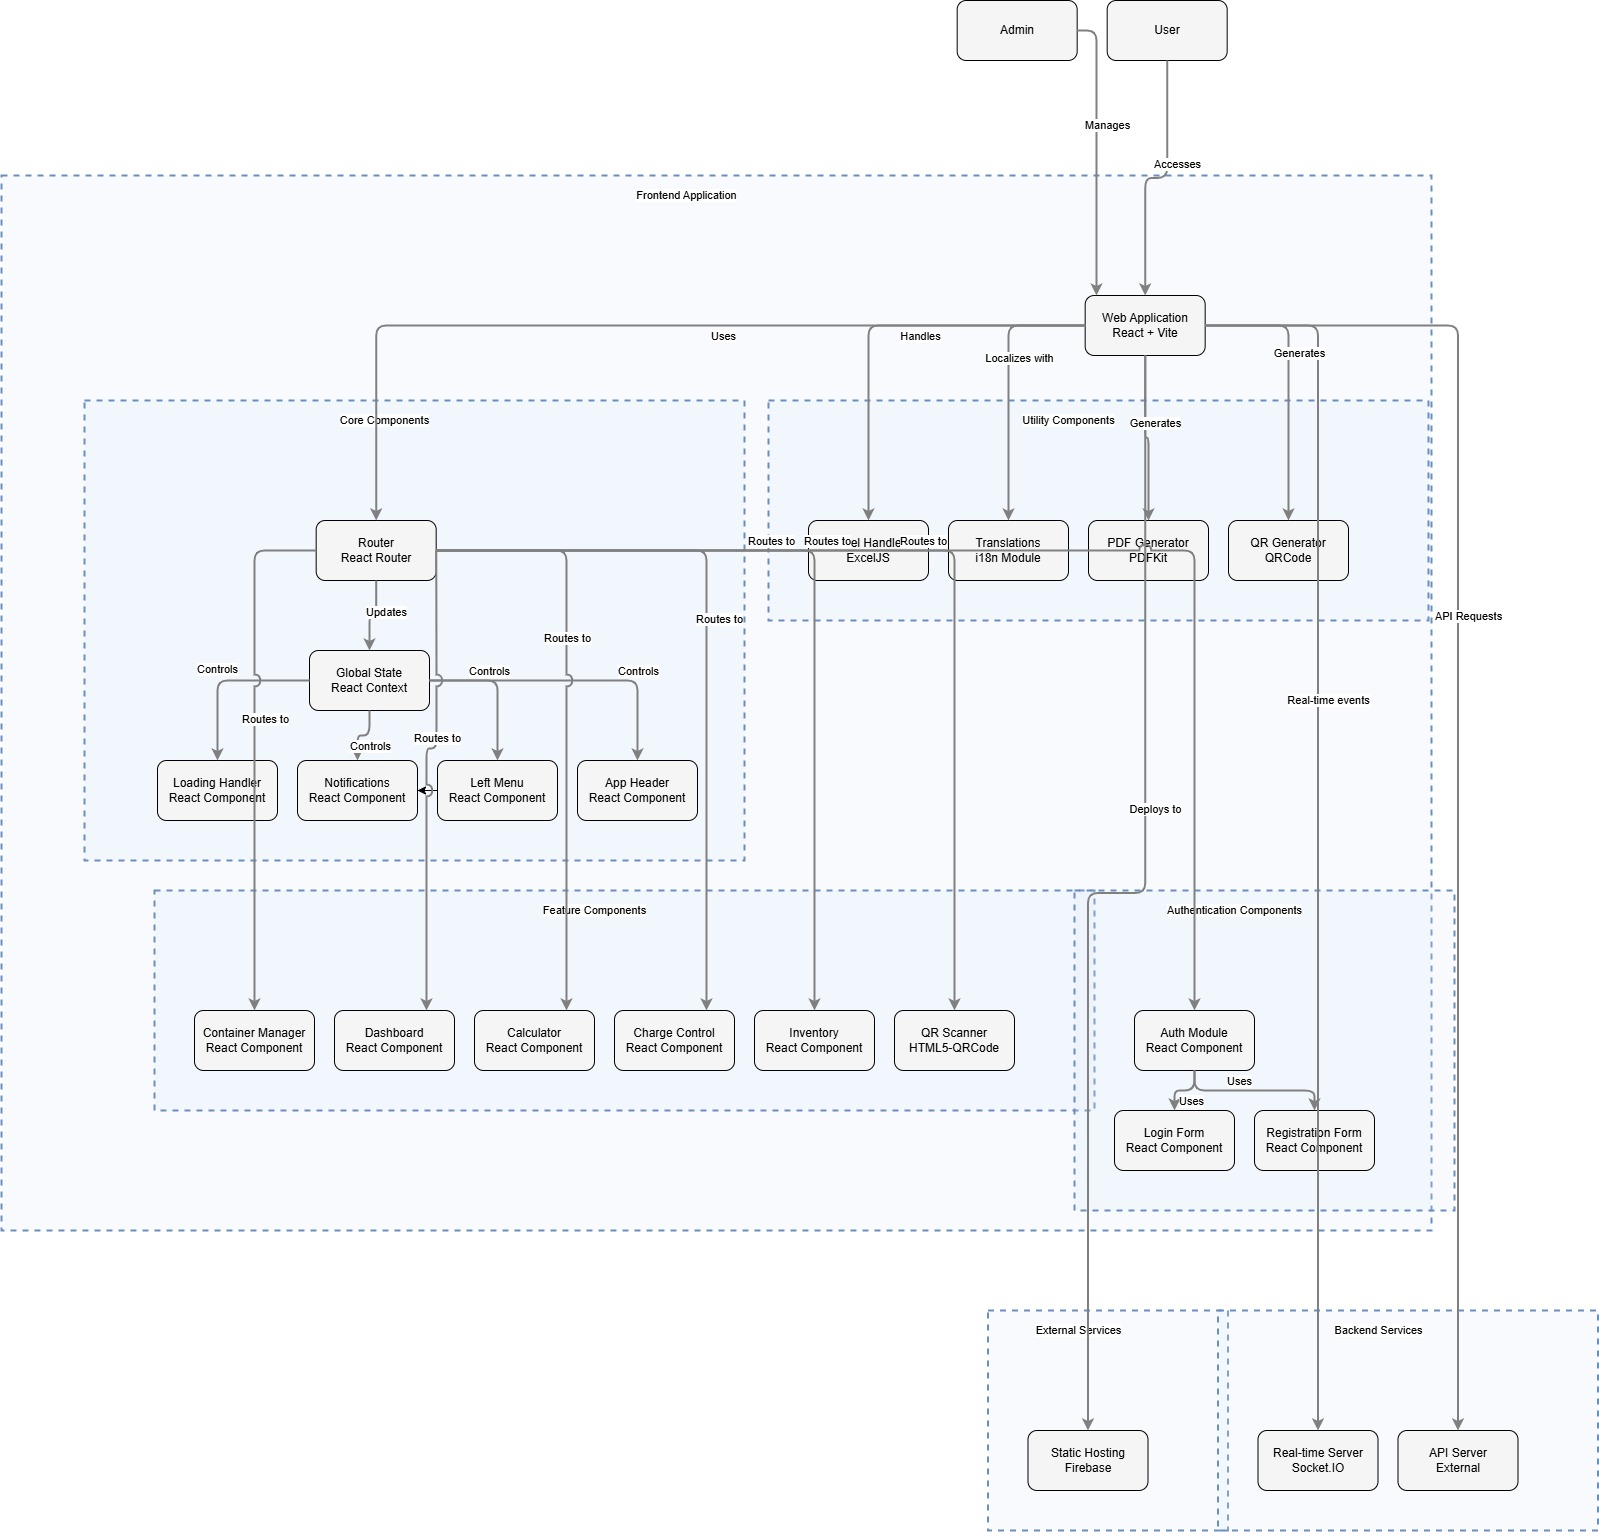 Admin
User
Manages
Accesses
Frontend Application
Web Application
React + Vite
Uses
Handles
Localizes with
Generates
Core Components
Utility Components
Generates
Router
React Router
Routes to
Routes to
Routes to
el Handle
ExcelJS
Translations
i18n Module
PDF Generator
PDFKit
QR Generator
QRCode
Updates
Routes to
Routes to
API Requests
Controls
Global State
React Context
Controls
Controls
Real-time events
Routes to
Controls
Routes to
Loading Handler
React Component
Notifications
React Component
Left Menu
React Component
App Header
React Component
Deploys to
Feature Components
Authentication Components
Container Manager
React Component
Dashboard
React Component
Calculator
React Component
Charge Control
React Component
Inventory
React Component
QR Scanner
HTML5-QRCode
Auth Module
React Component
Uses
Uses
Login Form
React Component
Registration Form
React Component
External Services
Backend Services
Static Hosting
Firebase
Real-time Server
Socket.IO
API Server
External